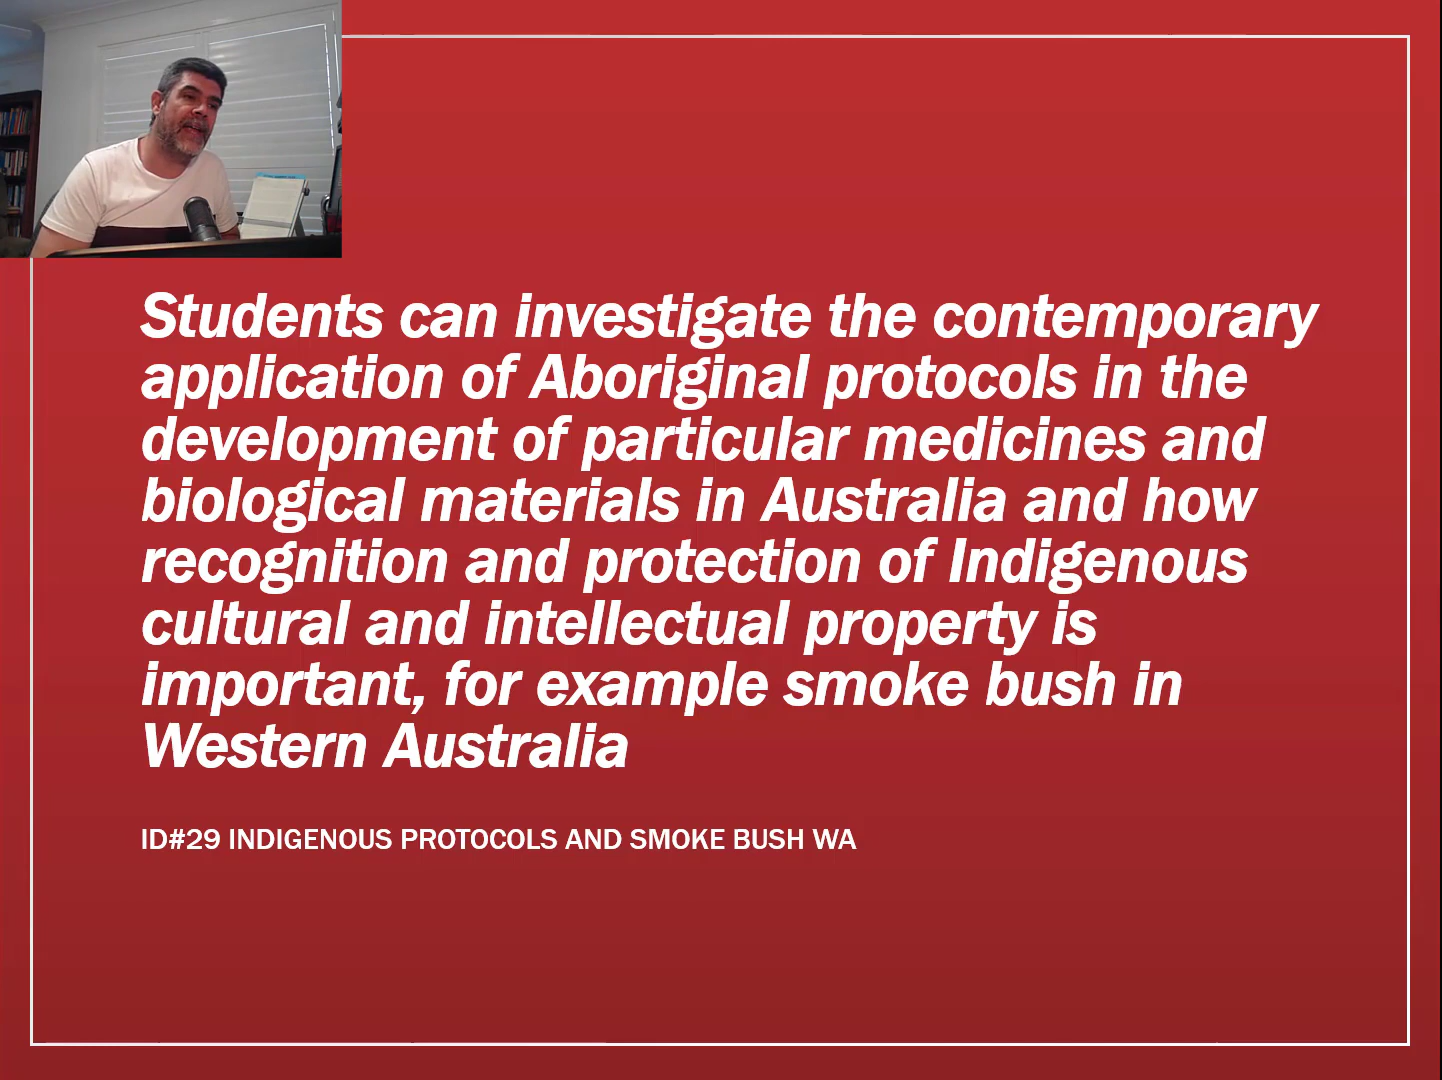 Students can investigate the contemporary
application of Aboriginal protocols in the
development of particular medicines and
biological materials in Australia and how
recognition and protection of Indigenous
cultural and intellectual property is
important, for example smoke bush in
Western Australia
ID#29 INDIGENOUS PROTOCOLS AND SMOKE BUSH WA